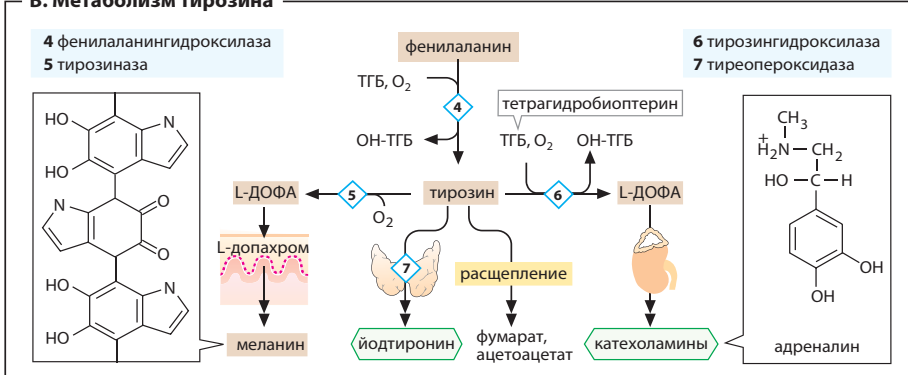 В. Метаболизм тирозина
4 фенилаланингидроксилаза
5 тирозиназа
6 тирозингидроксилаза
7 тиреопероксидаза
фенилаланин
ТГБ, O2
4
тетрагидробиоптерин
ОН-ТГБ
ТГБ, O2
ОН-ТГБ
L-ДОФА
5
O2
тирозин
6
L-ДОФА
L-допахром
7
расщепление
меланин
йодтиронин
фумарат,
ацетоацетат
катехоламины
HO
N
HO
N
O
O
HO
N
HO
CH3
+
H2N
CH2
HO
C
H
OH
OH
адреналин